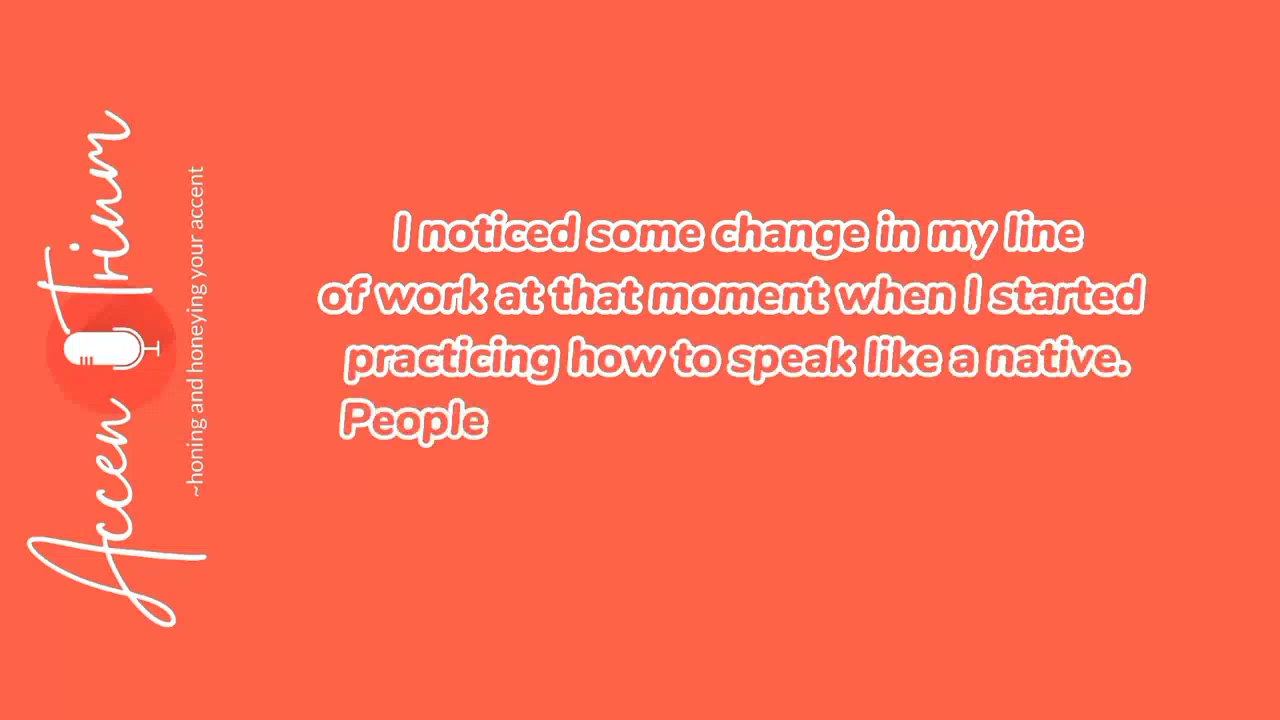 Accen Trimm
~honing and honeying your accent
I noticed some change in my line
of work at that moment when I started
practicing how to speak like a native.
People